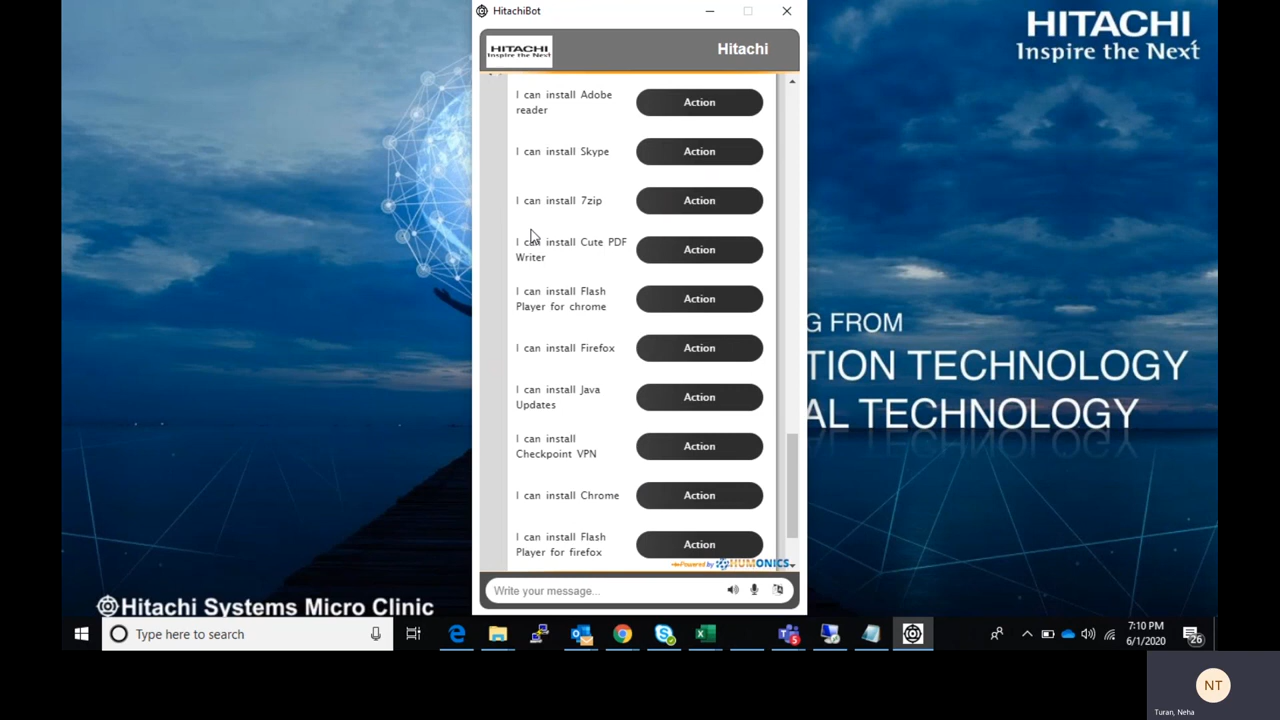 HitachiBot
HITACHI
Inspire the Next
Hitachi
HITACHI
Inspire the Next
I can install Adobe
reader
Action
I can install Skype
Action
I can install 7zip
Action
I can install Cute PDF
Writer
Action
I can install Flash
Player for chrome
Action
I can install Firefox
Action
I can install Java
Updates
Action
I can install
Checkpoint VPN
Action
I can install Chrome
Action
I can install Flash
Player for firefox
Action
Powered by HUMONICS
Write your message...
G FROM
TION TECHNOLOGY
AL TECHNOLOGY
Hitachi Systems Micro Clinic
Type here to search
7:10 PM
6/1/2020
26
NT
Turan, Neha